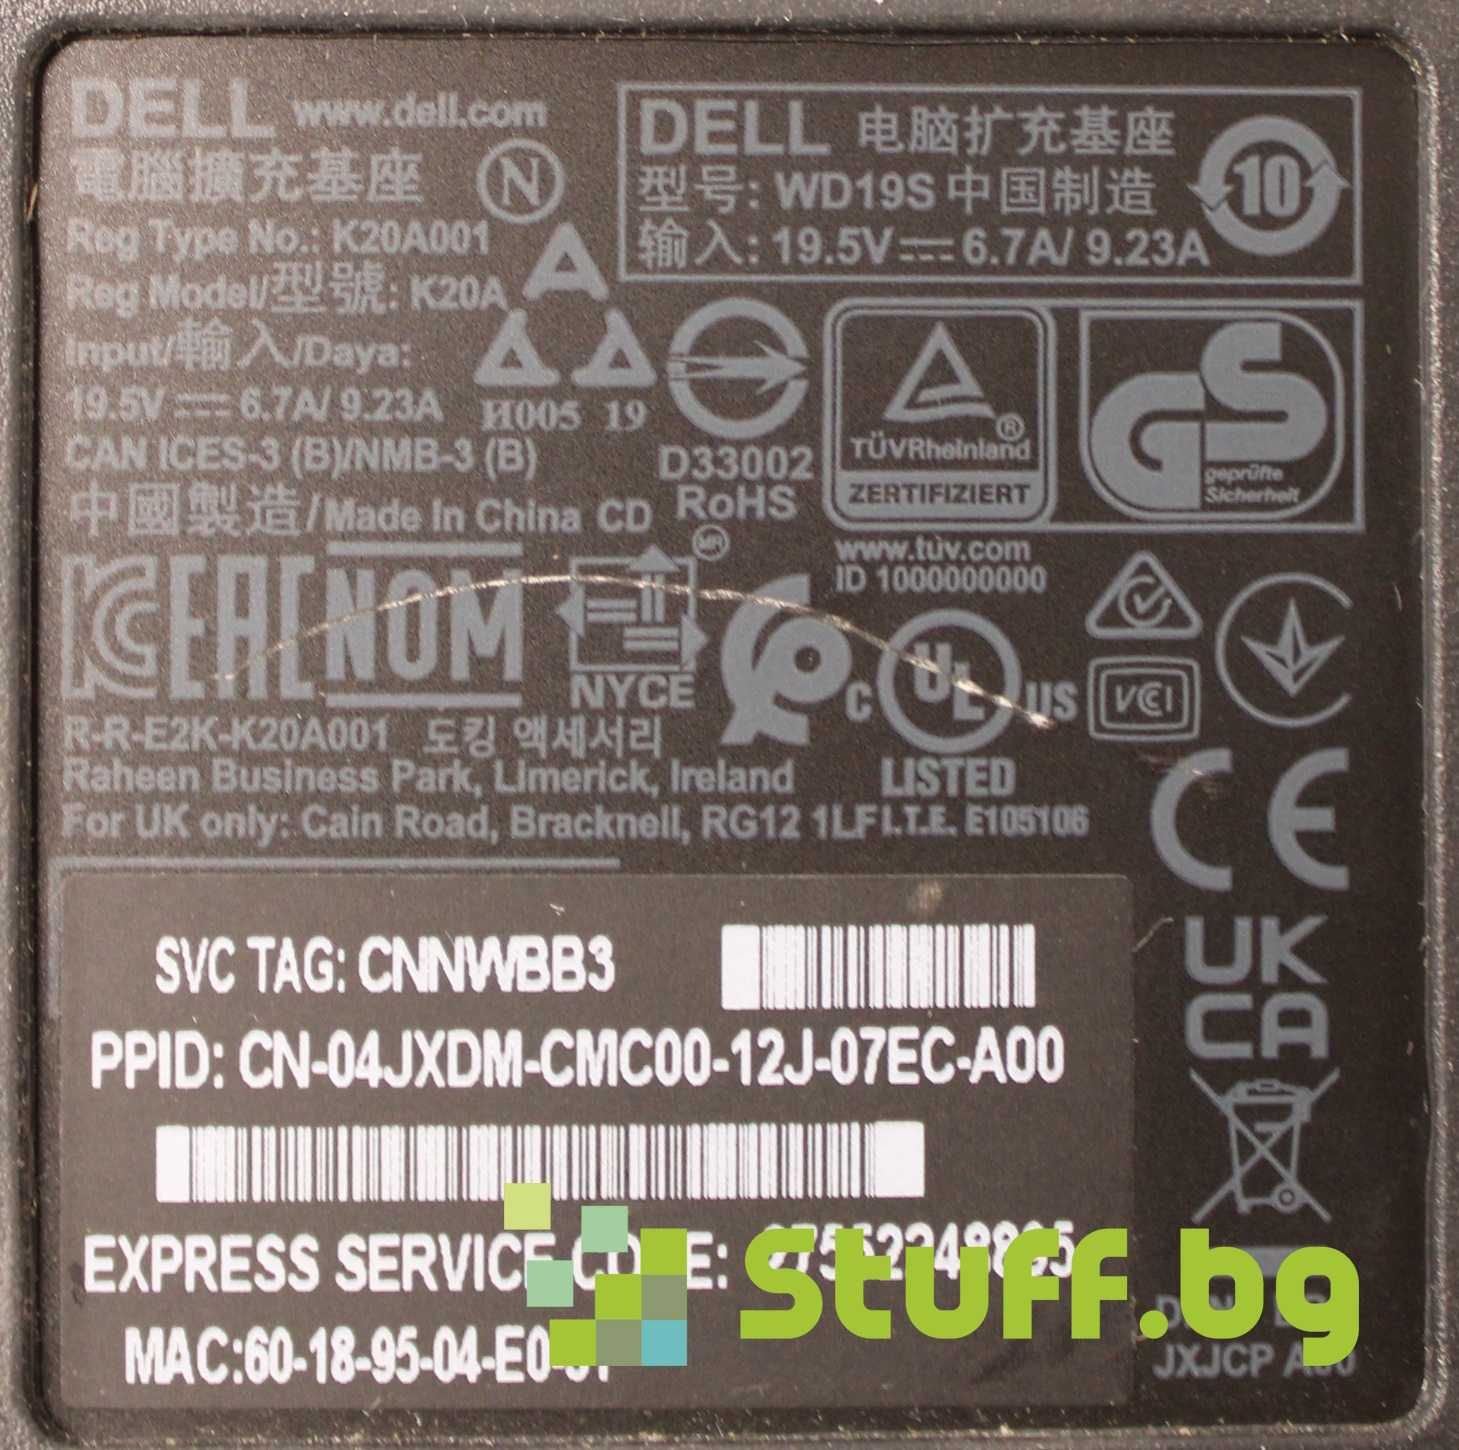 DELL www.dell.com
電腦擴充基座 N
Reg Type No.: K20A001
Reg Model/型號: K20A
Input/輸入/Daya:
19.5V ⎓ 6.7A/ 9.23A
CAN ICES-3 (B)/NMB-3 (B)
中國製造/Made In China CD
И005 19
D33002
RoHS
DELL 电脑扩充基座
型号: WD19S 中国制造
输入: 19.5V ⎓ 6.7A/ 9.23A
10
TÜVRheinland ®
ZERTIFIZIERT
GS
geprüfte
Sicherheit
www.tuv.com
ID 1000000000
KC EAC NOM
NYCE MR
C UL US
LISTED
I.T.E. E105106
VCCI
R-R-E2K-K20A001 도킹 액세서리
Raheen Business Park, Limerick, Ireland
For UK only: Cain Road, Bracknell, RG12 1LF
CE
UK
CA
SVC TAG: CNNWBB3
PPID: CN-04JXDM-CMC00-12J-07EC-A00
EXPRESS SERVICE CODE:
MAC:60-18-95-04
JXJCP A00
Stuff.bg